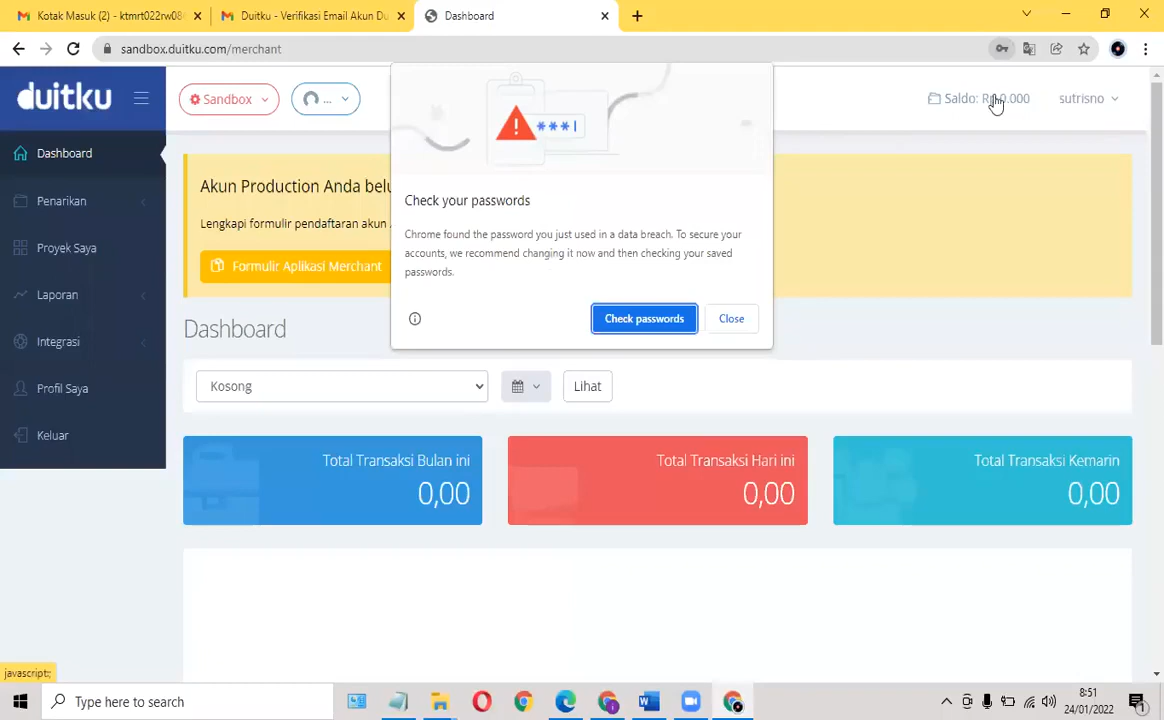 Kotak Masuk (2) - ktmrt022rw08
Duitku - Verifikasi Email Akun Du
Dashboard
sandbox.duitku.com/merchant
duitku
Sandbox
...
Saldo:
sutrisno
Dashboard
Penarikan
Proyek Saya
Laporan
Integrasi
Profil Saya
Keluar
Akun Production Anda belu
Lengkapi formulir pendaftaran akun
Formulir Aplikasi Merchant
***
Check your passwords
Chrome found the password you just used in a data breach. To secure your
accounts, we recommend changing it now and then checking your saved
passwords.
Check passwords
Close
Dashboard
Kosong
Lihat
Total Transaksi Bulan ini
0,00
Total Transaksi Hari ini
0,00
Total Transaksi Kemarin
0,00
javascript:;
Type here to search
8:51
24/01/2022
1